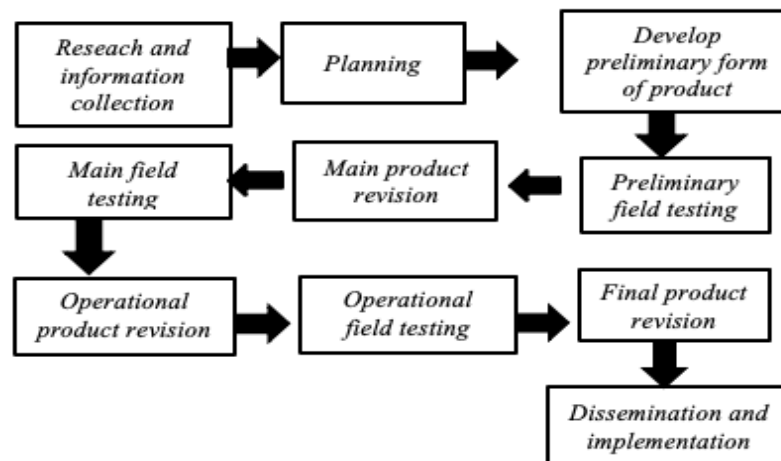 Reseach and
information
collection
Planning
Develop
preliminary form
of product
Main field
testing
Main product
revision
Preliminary
field testing
Operational
product revision
Operational
field testing
Final product
revision
Dissemination and
implementation